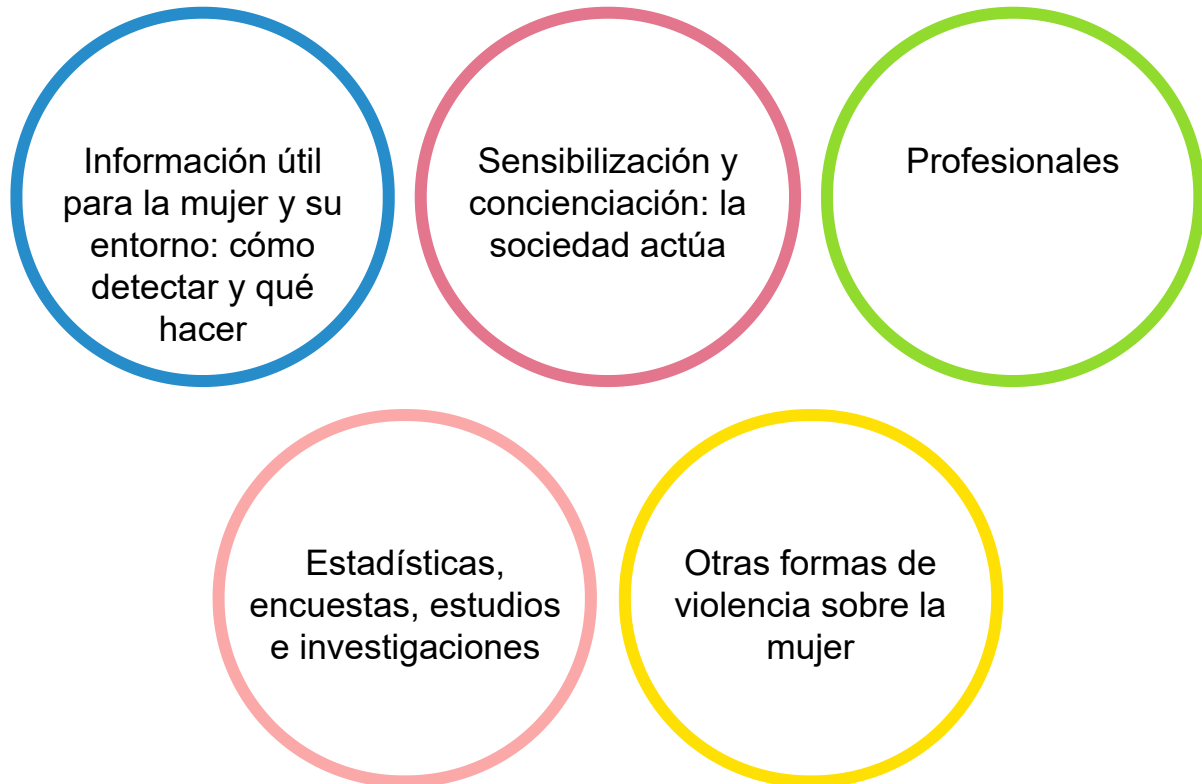 Información útil
para la mujer y su
entorno: cómo
detectar y qué
hacer
Sensibilización y
concienciación: la
sociedad actúa
Profesionales
Estadísticas,
encuestas, estudios
e investigaciones
Otras formas de
violencia sobre la
mujer